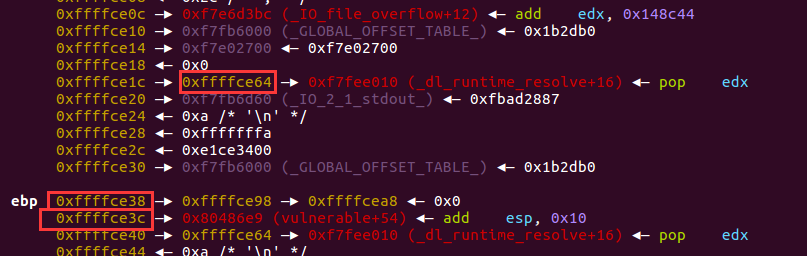 0xffffce0c —▸ 0xf7e6d3bc (_IO_file_overflow+12) ◂— add edx, 0x148c44
0xffffce10 —▸ 0xf7fb6000 (_GLOBAL_OFFSET_TABLE_) ◂— 0x1b2db0
0xffffce14 —▸ 0xf7e02700 ◂— 0xf7e02700
0xffffce18 ◂— 0x0
0xffffce1c —▸ 0xffffce64 —▸ 0xf7fee010 (_dl_runtime_resolve+16) ◂— pop edx
0xffffce20 —▸ 0xf7fb6d60 (_IO_2_1_stdout_) ◂— 0xfbad2887
0xffffce24 ◂— 0xa /* '\n' */
0xffffce28 ◂— 0xfffffffa
0xffffce2c ◂— 0xe1ce3400
0xffffce30 —▸ 0xf7fb6000 (_GLOBAL_OFFSET_TABLE_) ◂— 0x1b2db0
ebp 0xffffce38 —▸ 0xffffce98 —▸ 0xffffcea8 ◂— 0x0
0xffffce3c —▸ 0x80486e9 (vulnerable+54) ◂— add esp, 0x10
0xffffce40 —▸ 0xffffce64 —▸ 0xf7fee010 (_dl_runtime_resolve+16) ◂— pop edx
0xffffce44 ◂— 0xa /* '\n' */